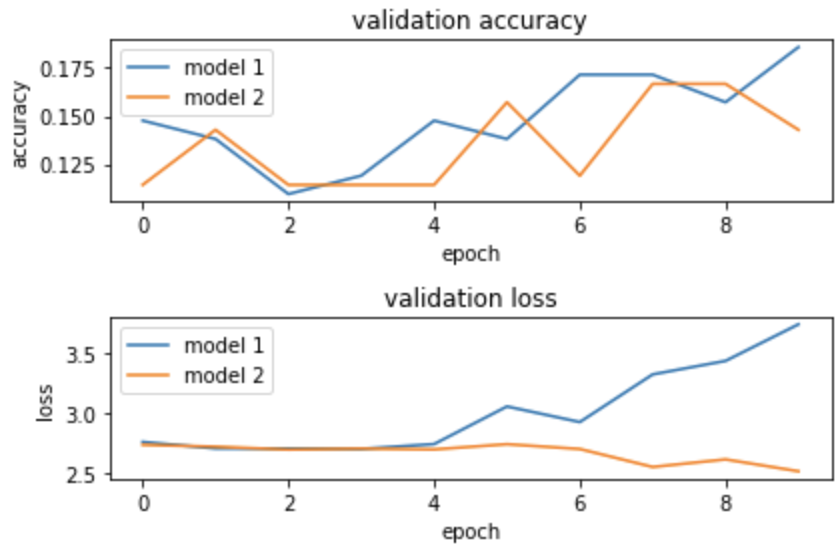 validation accuracy
model 1
model 2
accuracy
0.175
0.150
0.125
0 2 4 6 8
epoch
validation loss
model 1
model 2
loss
3.5
3.0
2.5
0 2 4 6 8
epoch